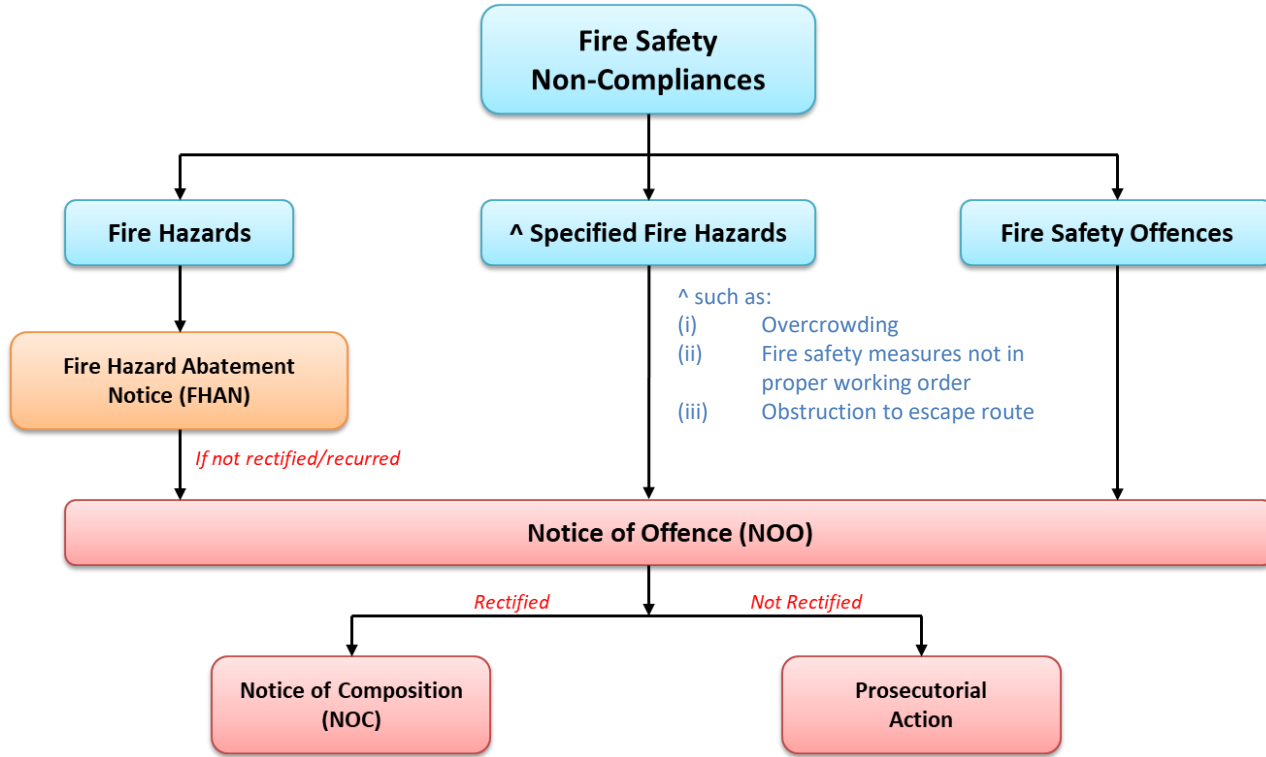 Fire Safety
Non-Compliances
Fire Hazards
^ Specified Fire Hazards
Fire Safety Offences
^ such as:
(i) Overcrowding
(ii) Fire safety measures not in
proper working order
(iii) Obstruction to escape route
Fire Hazard Abatement
Notice (FHAN)
If not rectified/recurred
Notice of Offence (NOO)
Rectified
Not Rectified
Notice of Composition
(NOC)
Prosecutorial
Action